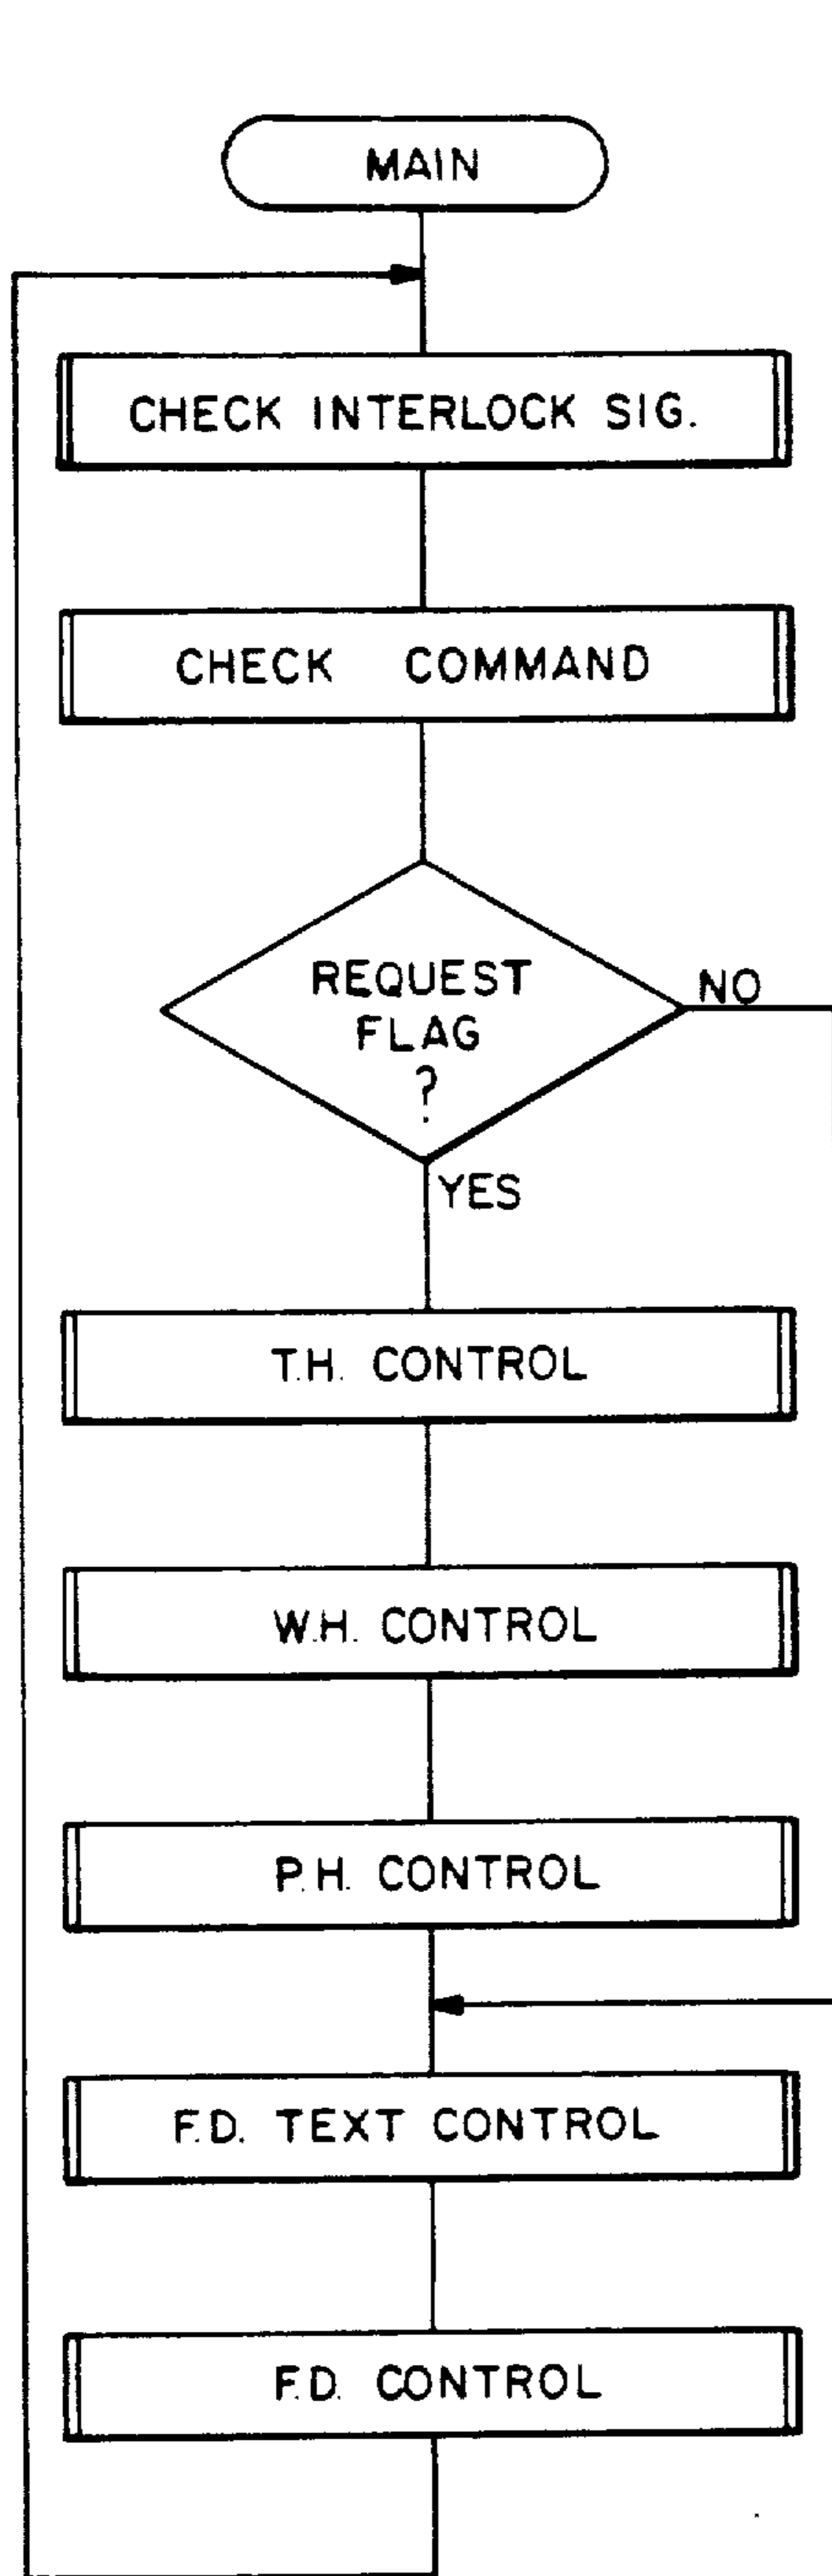 MAIN
CHECK INTERLOCK SIG.
CHECK COMMAND
REQUEST
FLAG
?
NO
YES
T.H. CONTROL
W.H. CONTROL
P.H. CONTROL
F.D. TEXT CONTROL
F.D. CONTROL